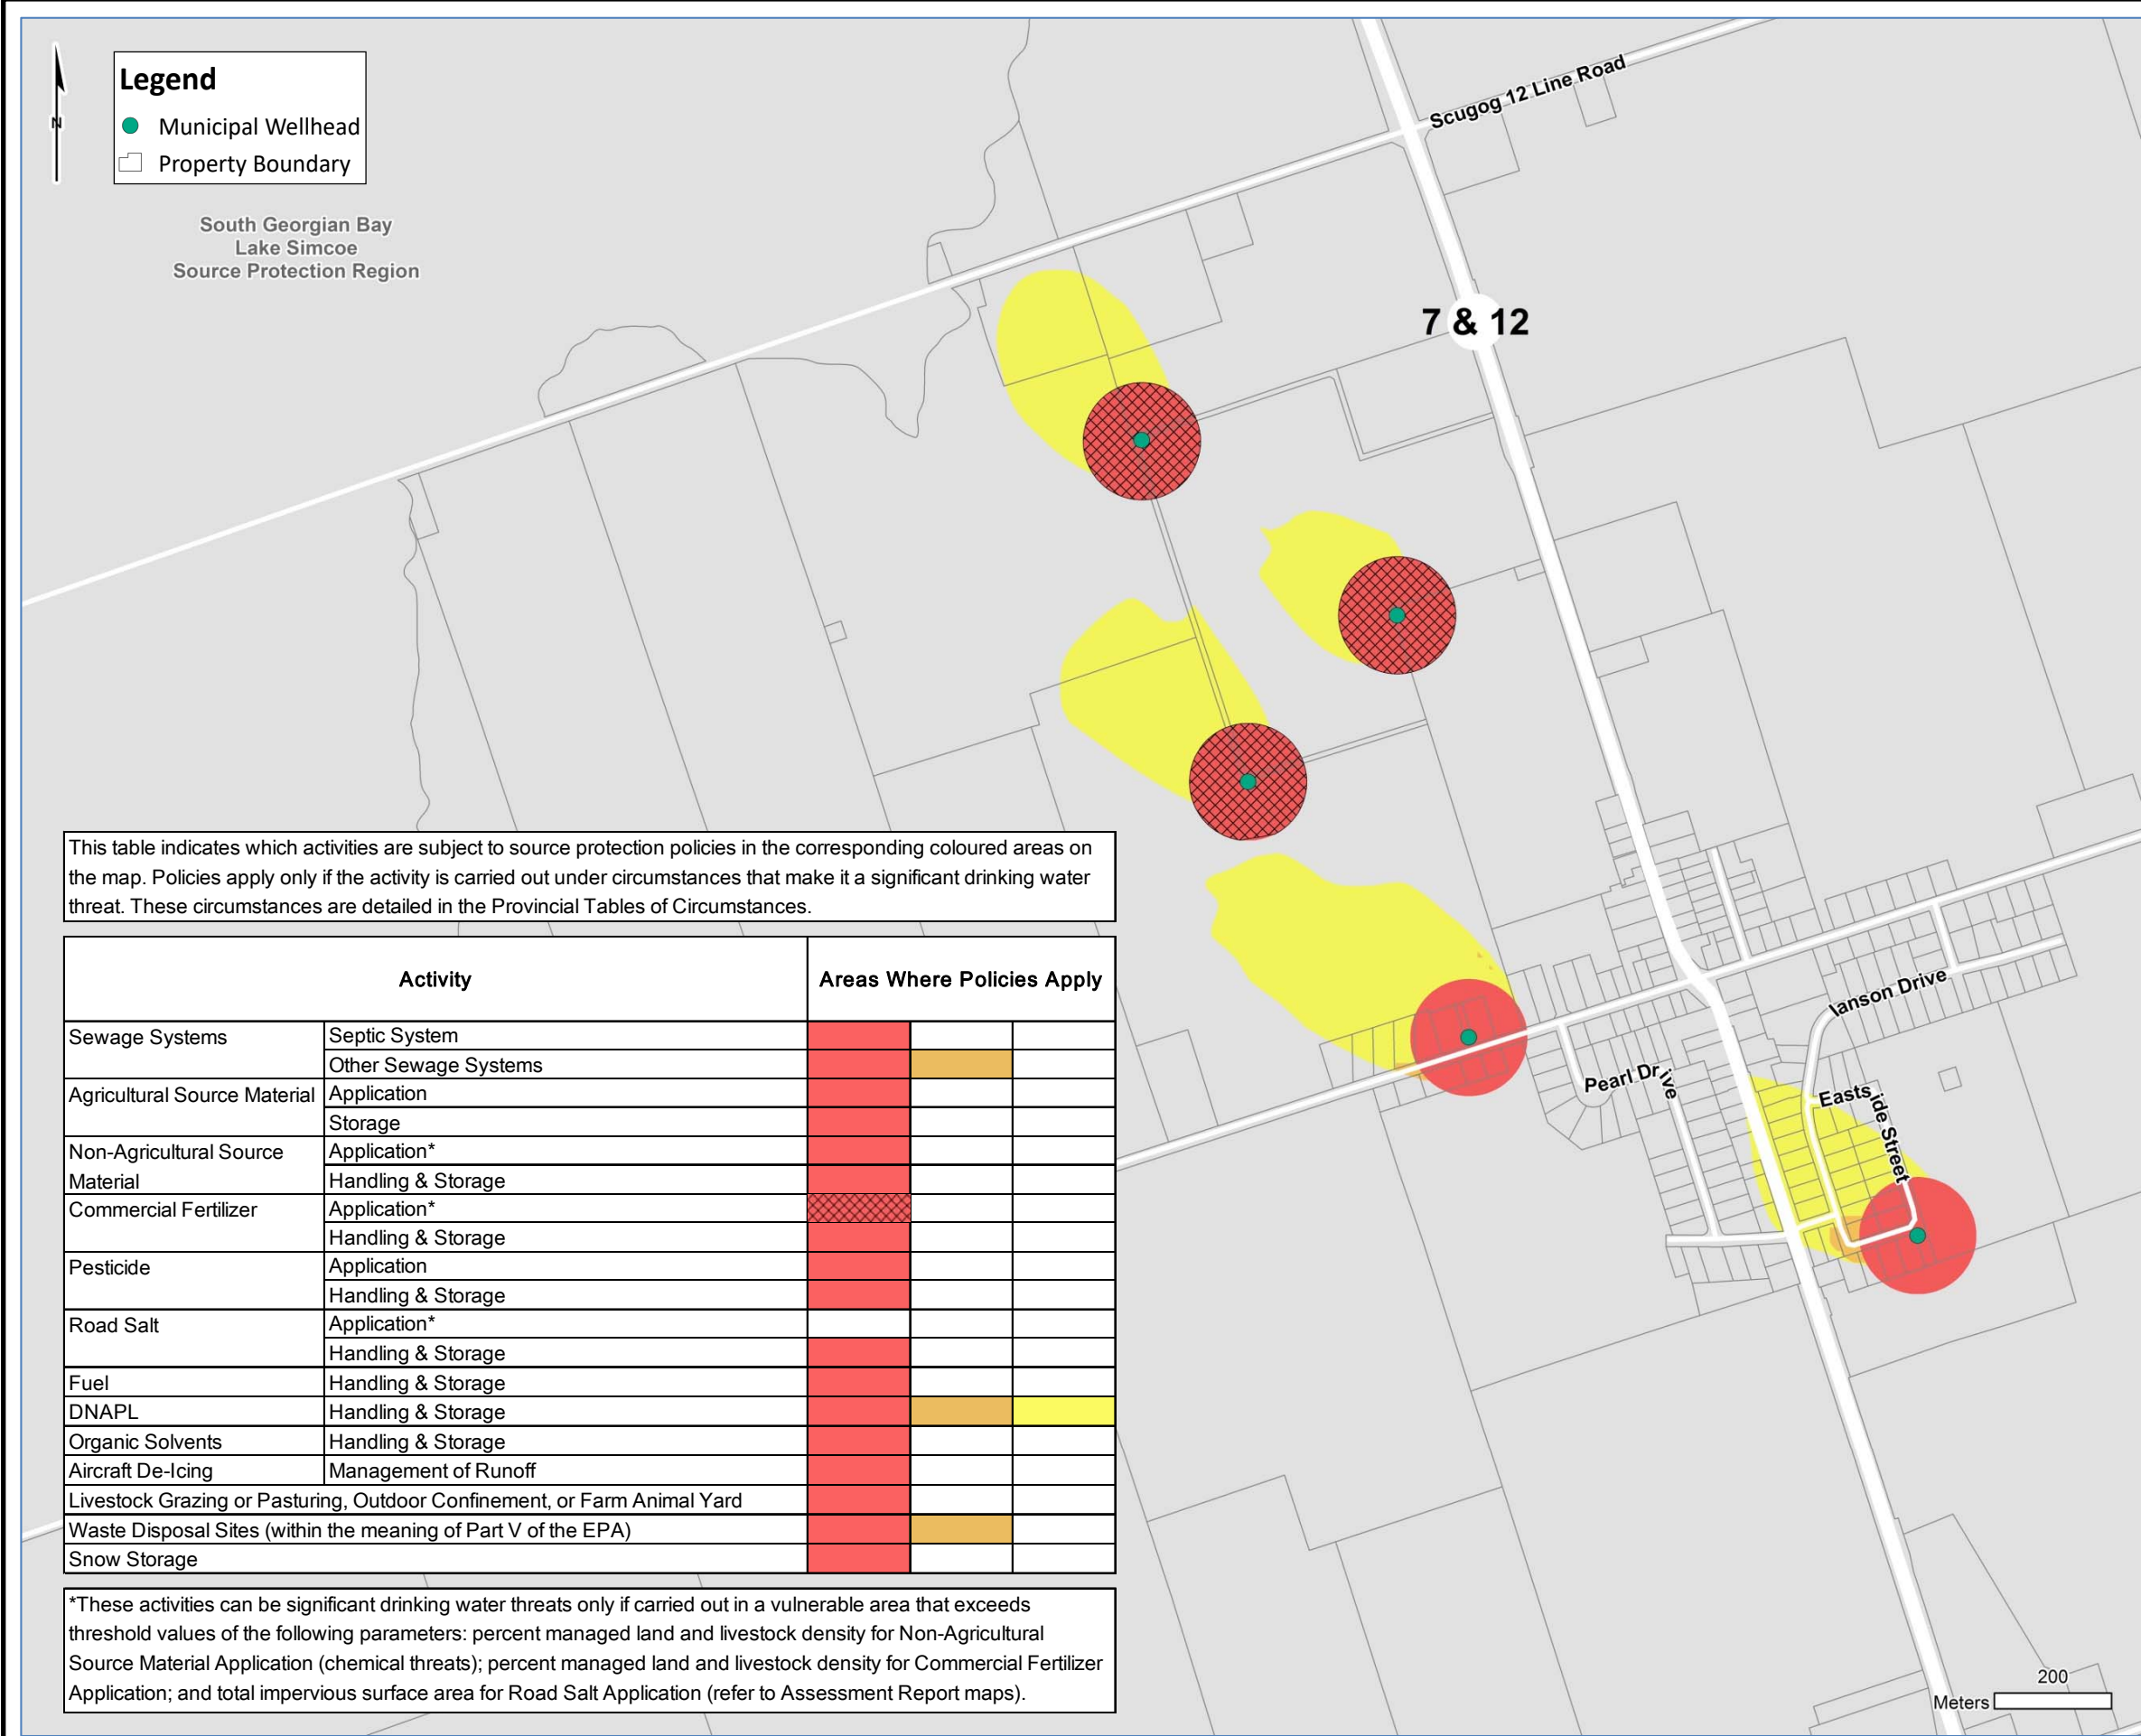 N
Legend
Municipal Wellhead
Property Boundary
South Georgian Bay
Lake Simcoe
Source Protection Region
Scugog 12 Line Road
7 & 12
This table indicates which activities are subject to source protection policies in the corresponding coloured areas on
the map. Policies apply only if the activity is carried out under circumstances that make it a significant drinking water
threat. These circumstances are detailed in the Provincial Tables of Circumstances.
Activity Areas Where Policies Apply
Sewage Systems Septic System
Other Sewage Systems
Agricultural Source Material Application
Storage
Non-Agricultural Source Application*
Material Handling & Storage
Commercial Fertilizer Application*
Handling & Storage
Pesticide Application
Handling & Storage
Road Salt Application*
Handling & Storage
Fuel Handling & Storage
DNAPL Handling & Storage
Organic Solvents Handling & Storage
Aircraft De-Icing Management of Runoff
Livestock Grazing or Pasturing, Outdoor Confinement, or Farm Animal Yard
Waste Disposal Sites (within the meaning of Part V of the EPA)
Snow Storage
*These activities can be significant drinking water threats only if carried out in a vulnerable area that exceeds
threshold values of the following parameters: percent managed land and livestock density for Non-Agricultural
Source Material Application (chemical threats); percent managed land and livestock density for Commercial Fertilizer
Application; and total impervious surface area for Road Salt Application (refer to Assessment Report maps).
Drive
Pearl Drive
Eastside Street
200
Meters